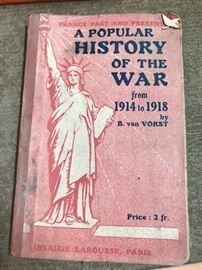 FRANCE PAST AND PRESENT
A POPULAR
HISTORY
OF THE
WAR
from
1914 to 1918
by
B. van VORST
Price : 2 fr.
LIBRAIRIE LAROUSSE, PARIS